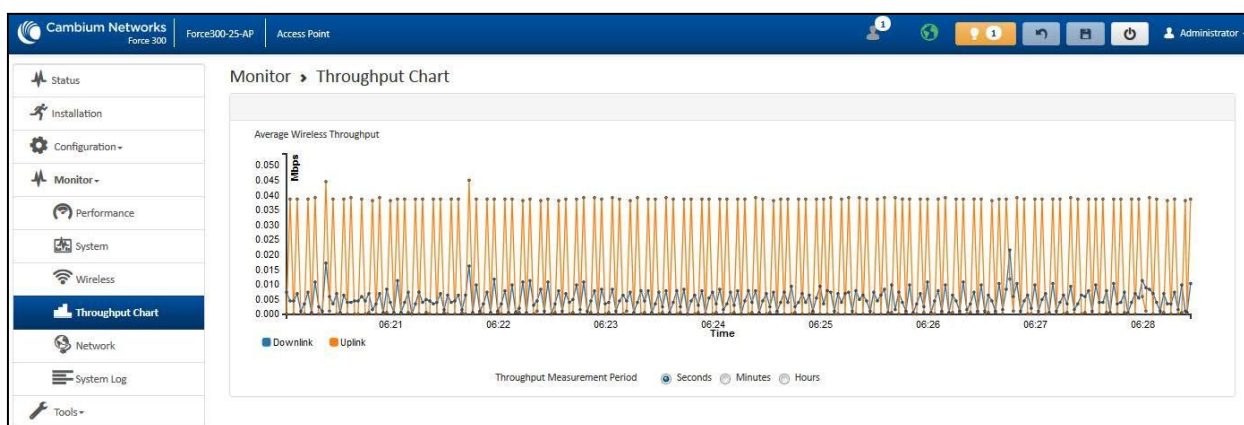 Cambium Networks
Force 300
Force300-25-AP
Access Point
1
1
Administrator
Status
Installation
Configuration
Monitor
Performance
System
Wireless
Throughput Chart
Network
System Log
Tools
Monitor > Throughput Chart
Average Wireless Throughput
Mbps
0.050
0.045
0.040
0.035
0.030
0.025
0.020
0.015
0.010
0.005
0.000
06:21 06:22 06:23 06:24 06:25 06:26 06:27 06:28
Time
Downlink Uplink
Throughput Measurement Period Seconds Minutes Hours